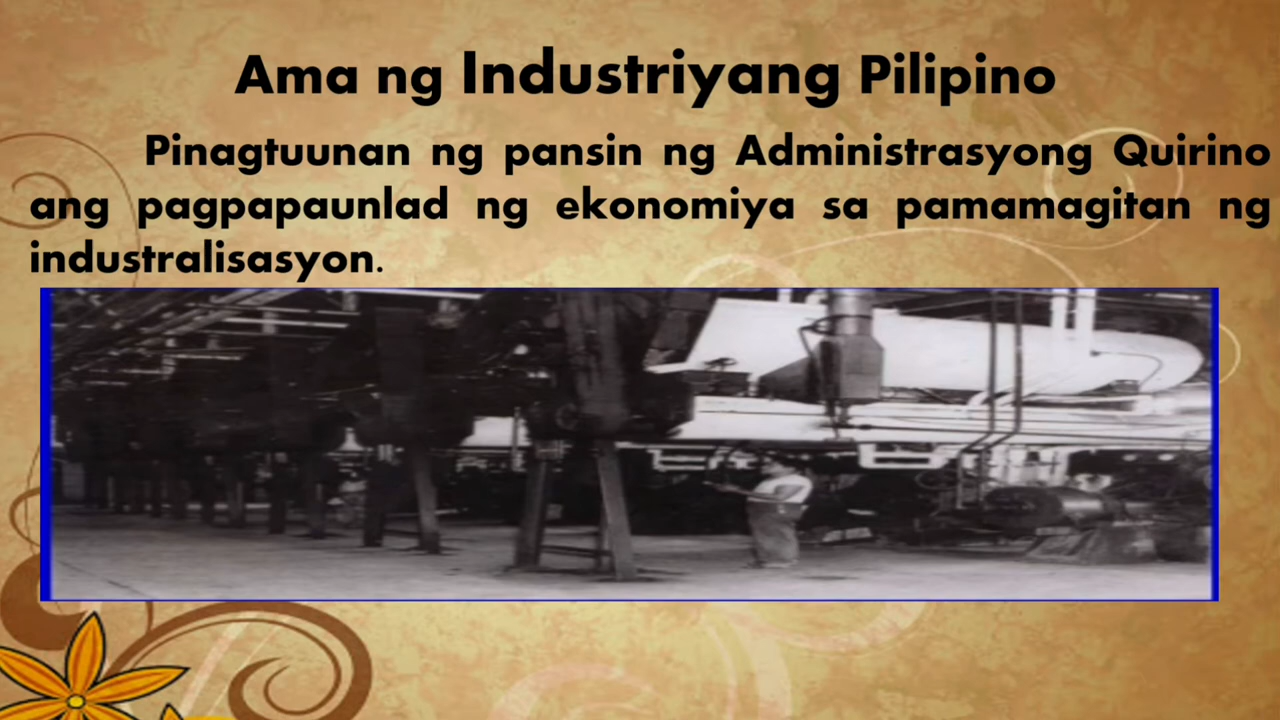 Ama ng Industriyang Pilipino
Pinagtuunan ng pansin ng Administrasyong Quirino
ang pagpapaunlad ng ekonomiya sa pamamagitan ng
industralisasyon.